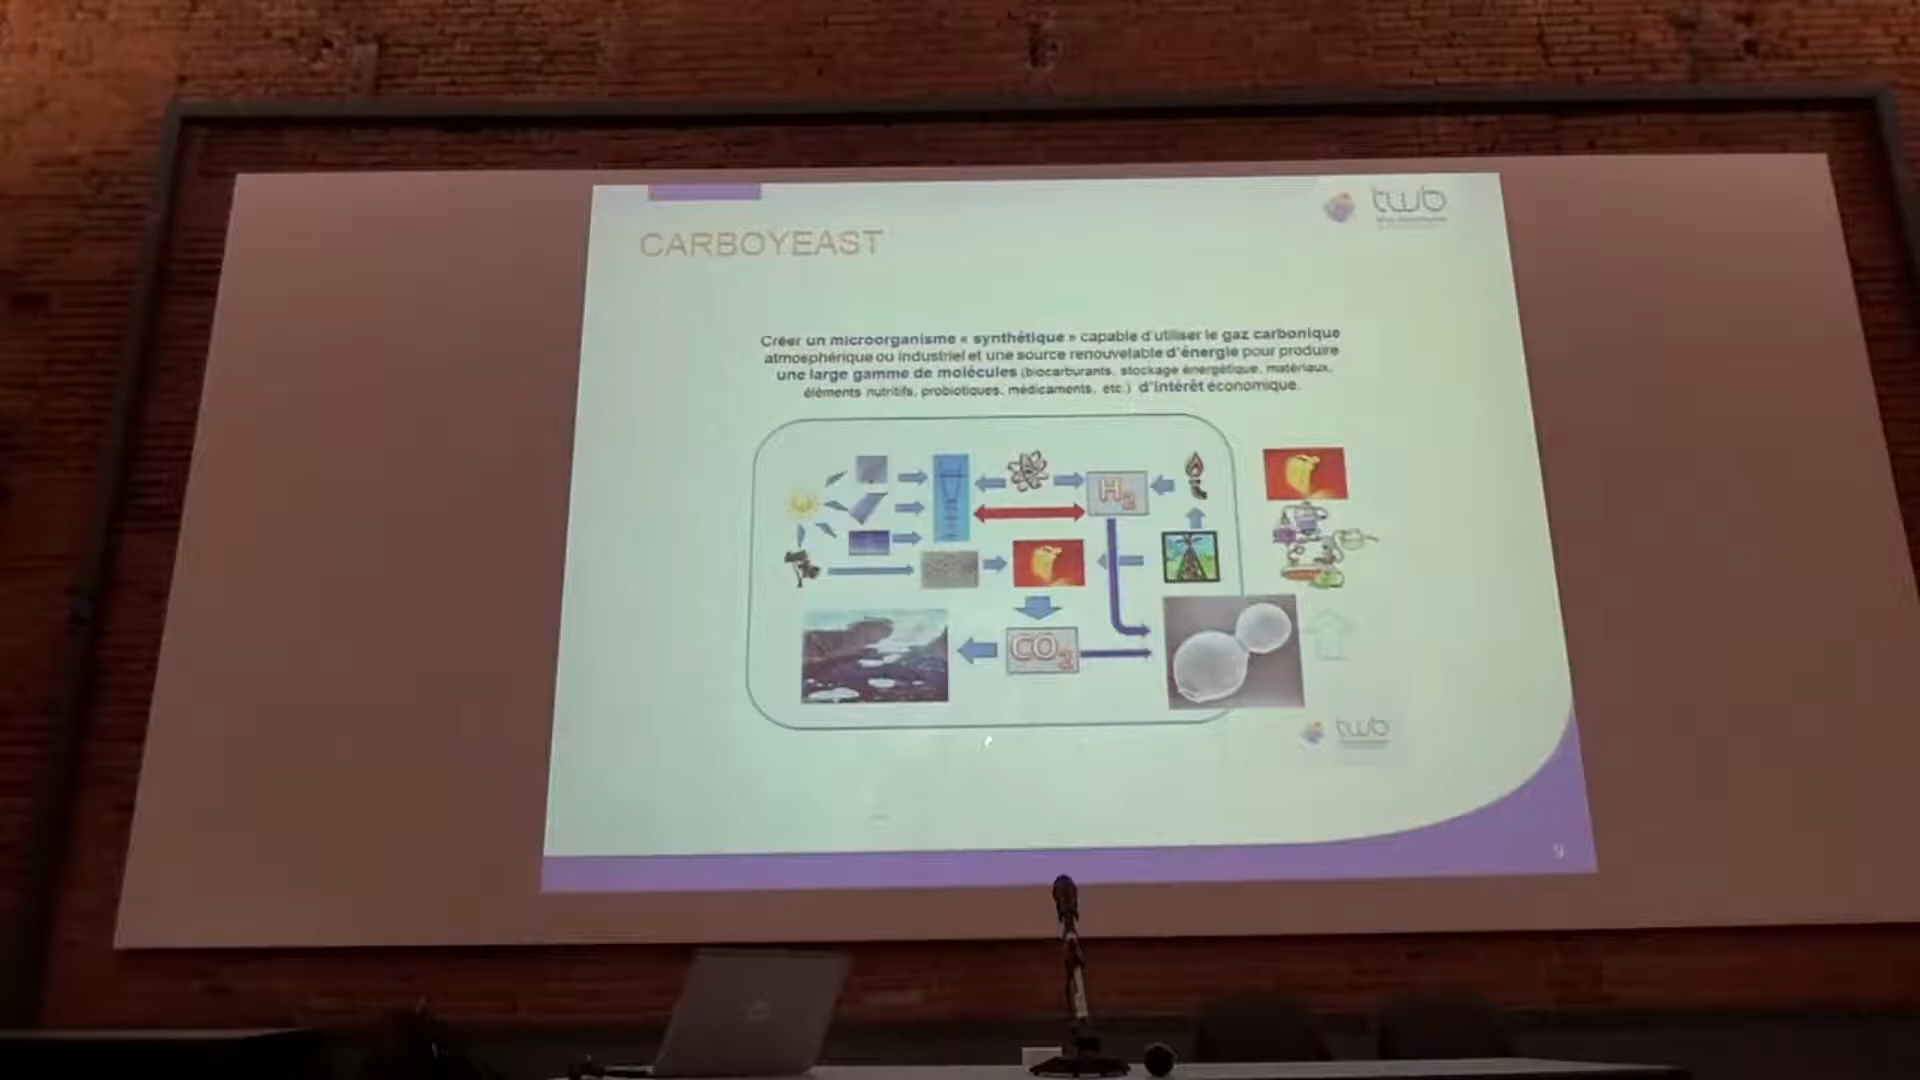 twb
CARBOYEAST
Créer un microorganisme « synthétique » capable d'utiliser le gaz carbonique
atmosphérique ou industriel et une source renouvelable d'énergie pour produire
une large gamme de molécules (biocarburants, stockage énergétique, matériaux,
éléments nutritifs, probiotiques, médicaments, etc.) d'intérêt économique.
H2
CO2
twb
9